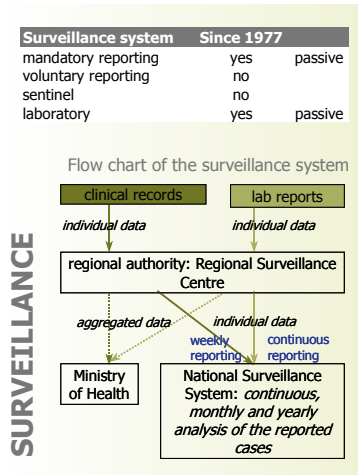 Surveillance system Since 1977
mandatory reporting yes passive
voluntary reporting no
sentinel no
laboratory yes passive
Flow chart of the surveillance system
clinical records lab reports
individual data individual data
regional authority: Regional Surveillance
Centre
aggregated data individual data
weekly continuous
reporting reporting
Ministry
of Health
National Surveillance
System: continuous,
monthly and yearly
analysis of the reported
cases
SURVEILLANCE